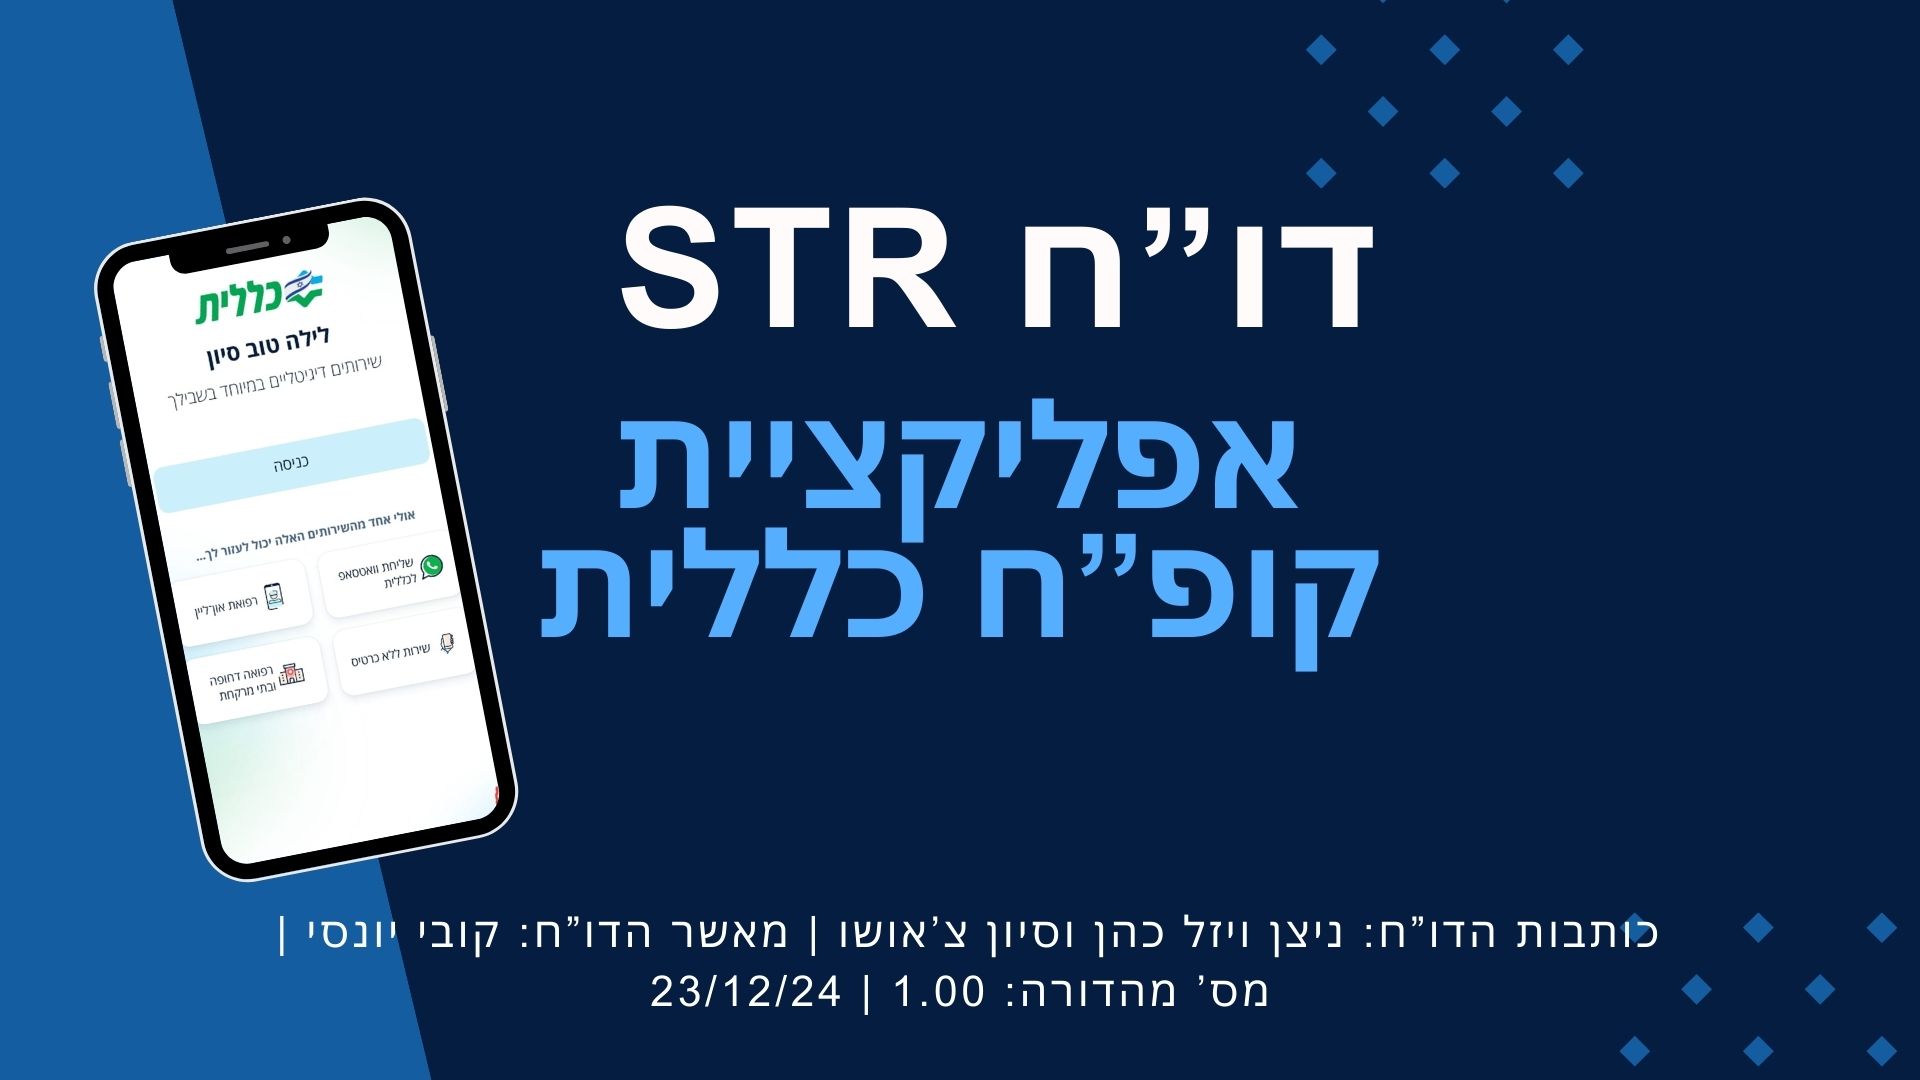 דו”ח STR
אפליקציית
קופ”ח כללית
כללית
לילה טוב סיון
שירותים דיגיטליים במיוחד בשבילך
כניסה
אולי אחד מהשירותים האלה יכול לעזור לך...
שליחת וואטסאפ
לכללית
רפואת און־ליין
שירות ללא כרטיס
רפואה דחופה
ובתי מרקחת
כותבות הדו”ח: ניצן ויזל כהן וסיון צ’אושו | מאשר הדו”ח: קובי יונסי |
מס’ מהדורה: 1.00 | 23/12/24